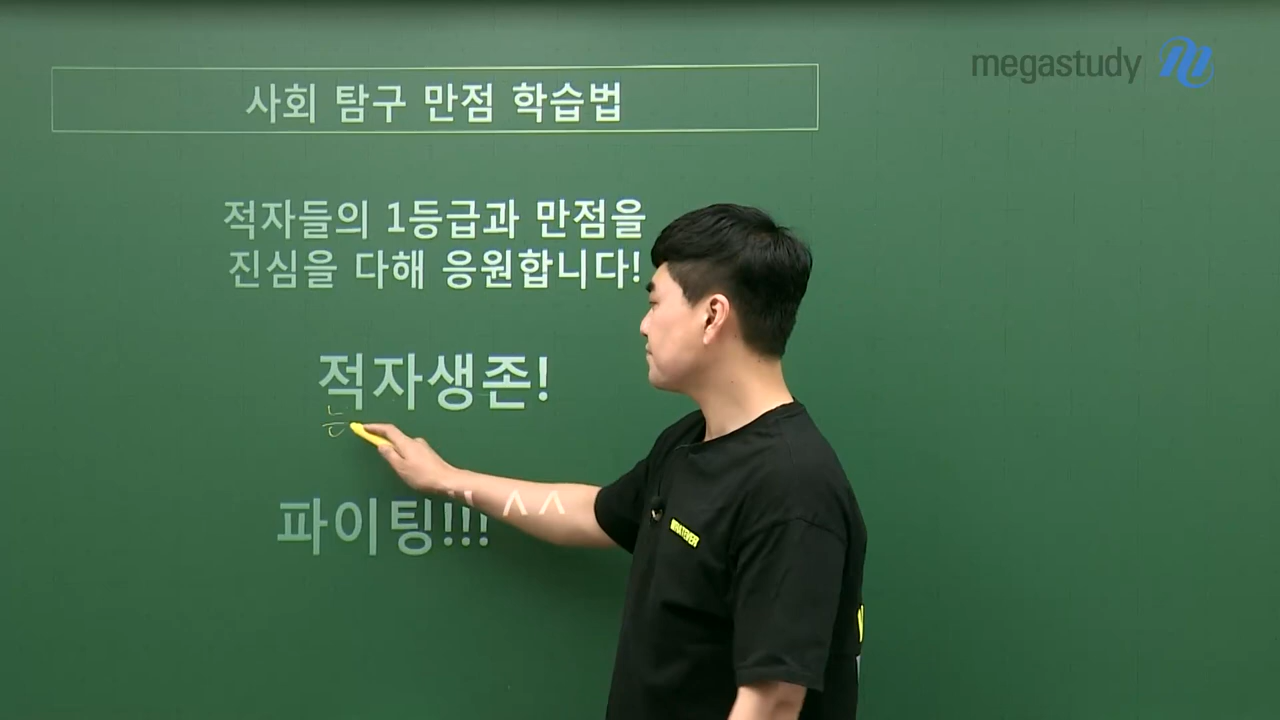 megastudy
사회 탐구 만점 학습법
적자들의 1등급과 만점을
진심을 다해 응원합니다!
적자생존!
능
파이팅!!! ^^
WHATEVER